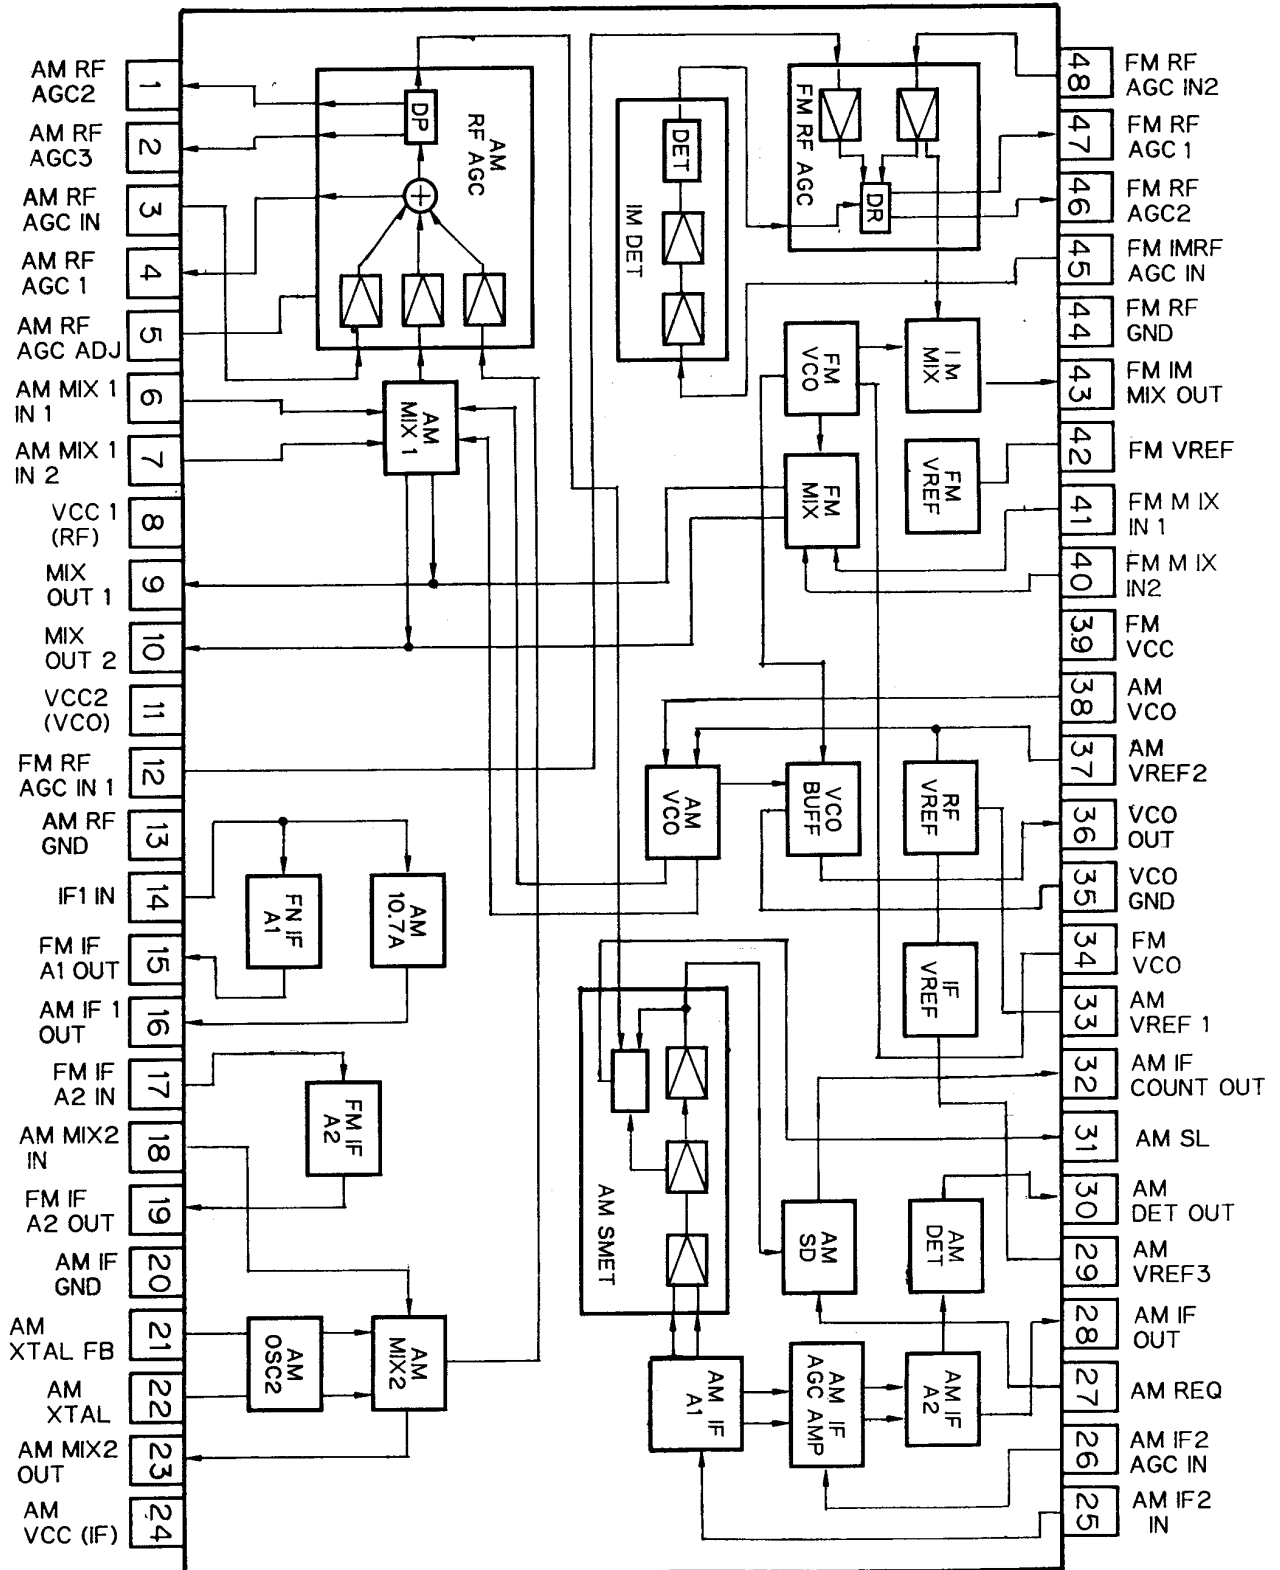 AM RF
AGC2
1
AM RF
AGC3
2
AM RF
AGC IN
3
AM RF
AGC 1
4
AM RF
AGC ADJ
5
AM MIX 1
IN 1
6
AM MIX 1
IN 2
7
VCC 1
(RF)
8
MIX
OUT 1
9
MIX
OUT 2
10
VCC2
(VCO)
11
FM RF
AGC IN 1
12
AM RF
GND
13
IF1 IN
14
FM IF
A1 OUT
15
AM IF 1
OUT
16
FM IF
A2 IN
17
AM MIX2
IN
18
FM IF
A2 OUT
19
AM IF
GND
20
AM
XTAL FB
21
AM
XTAL
22
AM MIX2
OUT
23
AM
VCC (IF)
24
DP
AM
RF AGC
AM
MIX 1
FN IF
A1
AM
10.7A
FM IF
A2
AM
OSC2
AM
MIX2
DET
IM DET
FM RF AGC
DR
FM
VCO
I M
MIX
FM
VREF
FM
MIX
AM
VCO
VCO
BUFF
RF
VREF
IF
VREF
AM SMET
AM
SD
AM
DET
AM IF
A1
AM IF
AGC AMP
AM IF
A2
48
FM RF
AGC IN2
47
FM RF
AGC 1
46
FM RF
AGC2
45
FM IMRF
AGC IN
44
FM RF
GND
43
FM IM
MIX OUT
42
FM VREF
41
FM M IX
IN 1
40
FM M IX
IN2
39
FM
VCC
38
AM
VCO
37
AM
VREF2
36
VCO
OUT
35
VCO
GND
34
FM
VCO
33
AM
VREF 1
32
AM IF
COUNT OUT
31
AM SL
30
AM
DET OUT
29
AM
VREF3
28
AM IF
OUT
27
AM REQ
26
AM IF2
AGC IN
25
AM IF2
IN